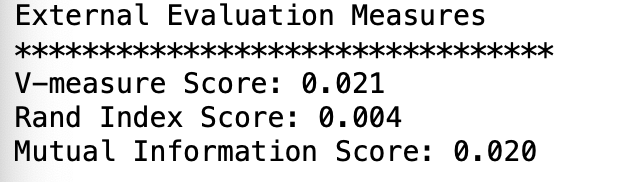 External Evaluation Measures
********************************
V-measure Score: 0.021
Rand Index Score: 0.004
Mutual Information Score: 0.020